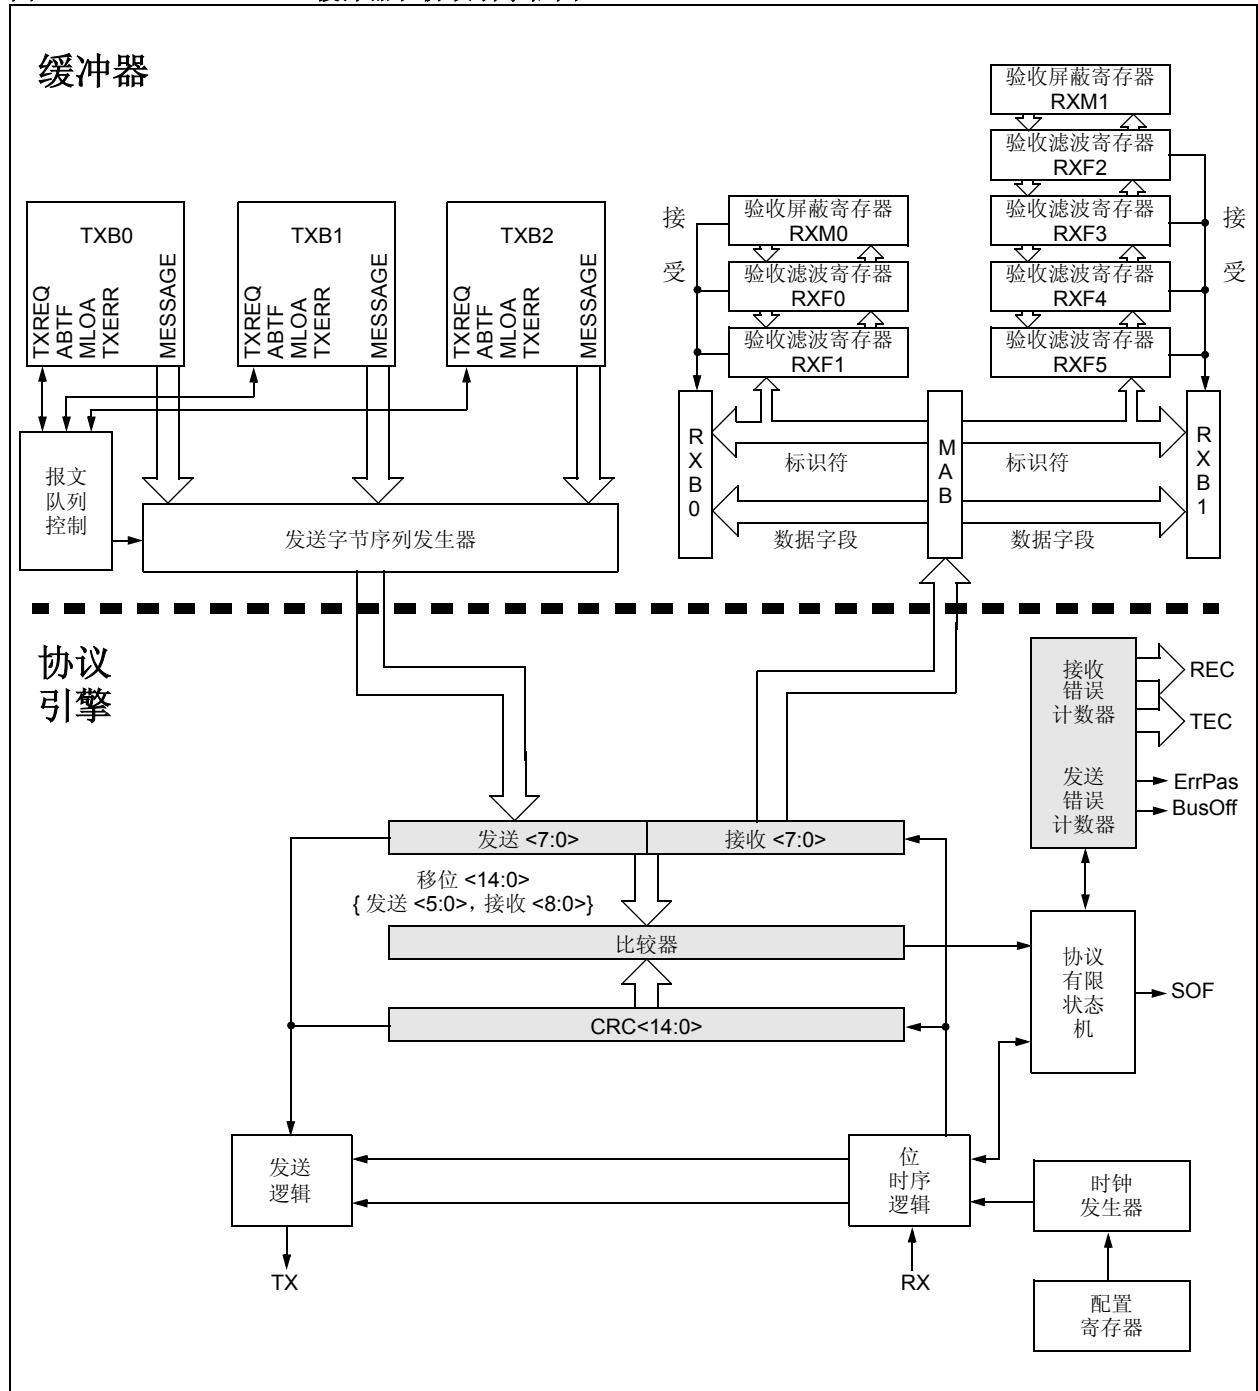 缓冲器
验收屏蔽寄存器
RXM1
验收滤波寄存器
RXF2
验收滤波寄存器
RXF3
验收滤波寄存器
RXF4
验收滤波寄存器
RXF5
接
受
验收屏蔽寄存器
RXM0
验收滤波寄存器
RXF0
验收滤波寄存器
RXF1
接
受
TXB0
TXREQ
ABTF
MLOA
TXERR
MESSAGE
TXB1
TXREQ
ABTF
MLOA
TXERR
MESSAGE
TXB2
TXREQ
ABTF
MLOA
TXERR
MESSAGE
报文
队列
控制
发送字节序列发生器
RXB0
标识符
数据字段
MAB
标识符
数据字段
RXB1
协议
引擎
接收
错误
计数器
发送
错误
计数器
REC
TEC
ErrPas
BusOff
发送 <7:0>
接收 <7:0>
移位 <14:0>
{ 发送 <5:0>, 接收 <8:0>}
比较器
CRC<14:0>
协议
有限
状态
机
SOF
发送
逻辑
位
时序
逻辑
时钟
发生器
配置
寄存器
TX
RX